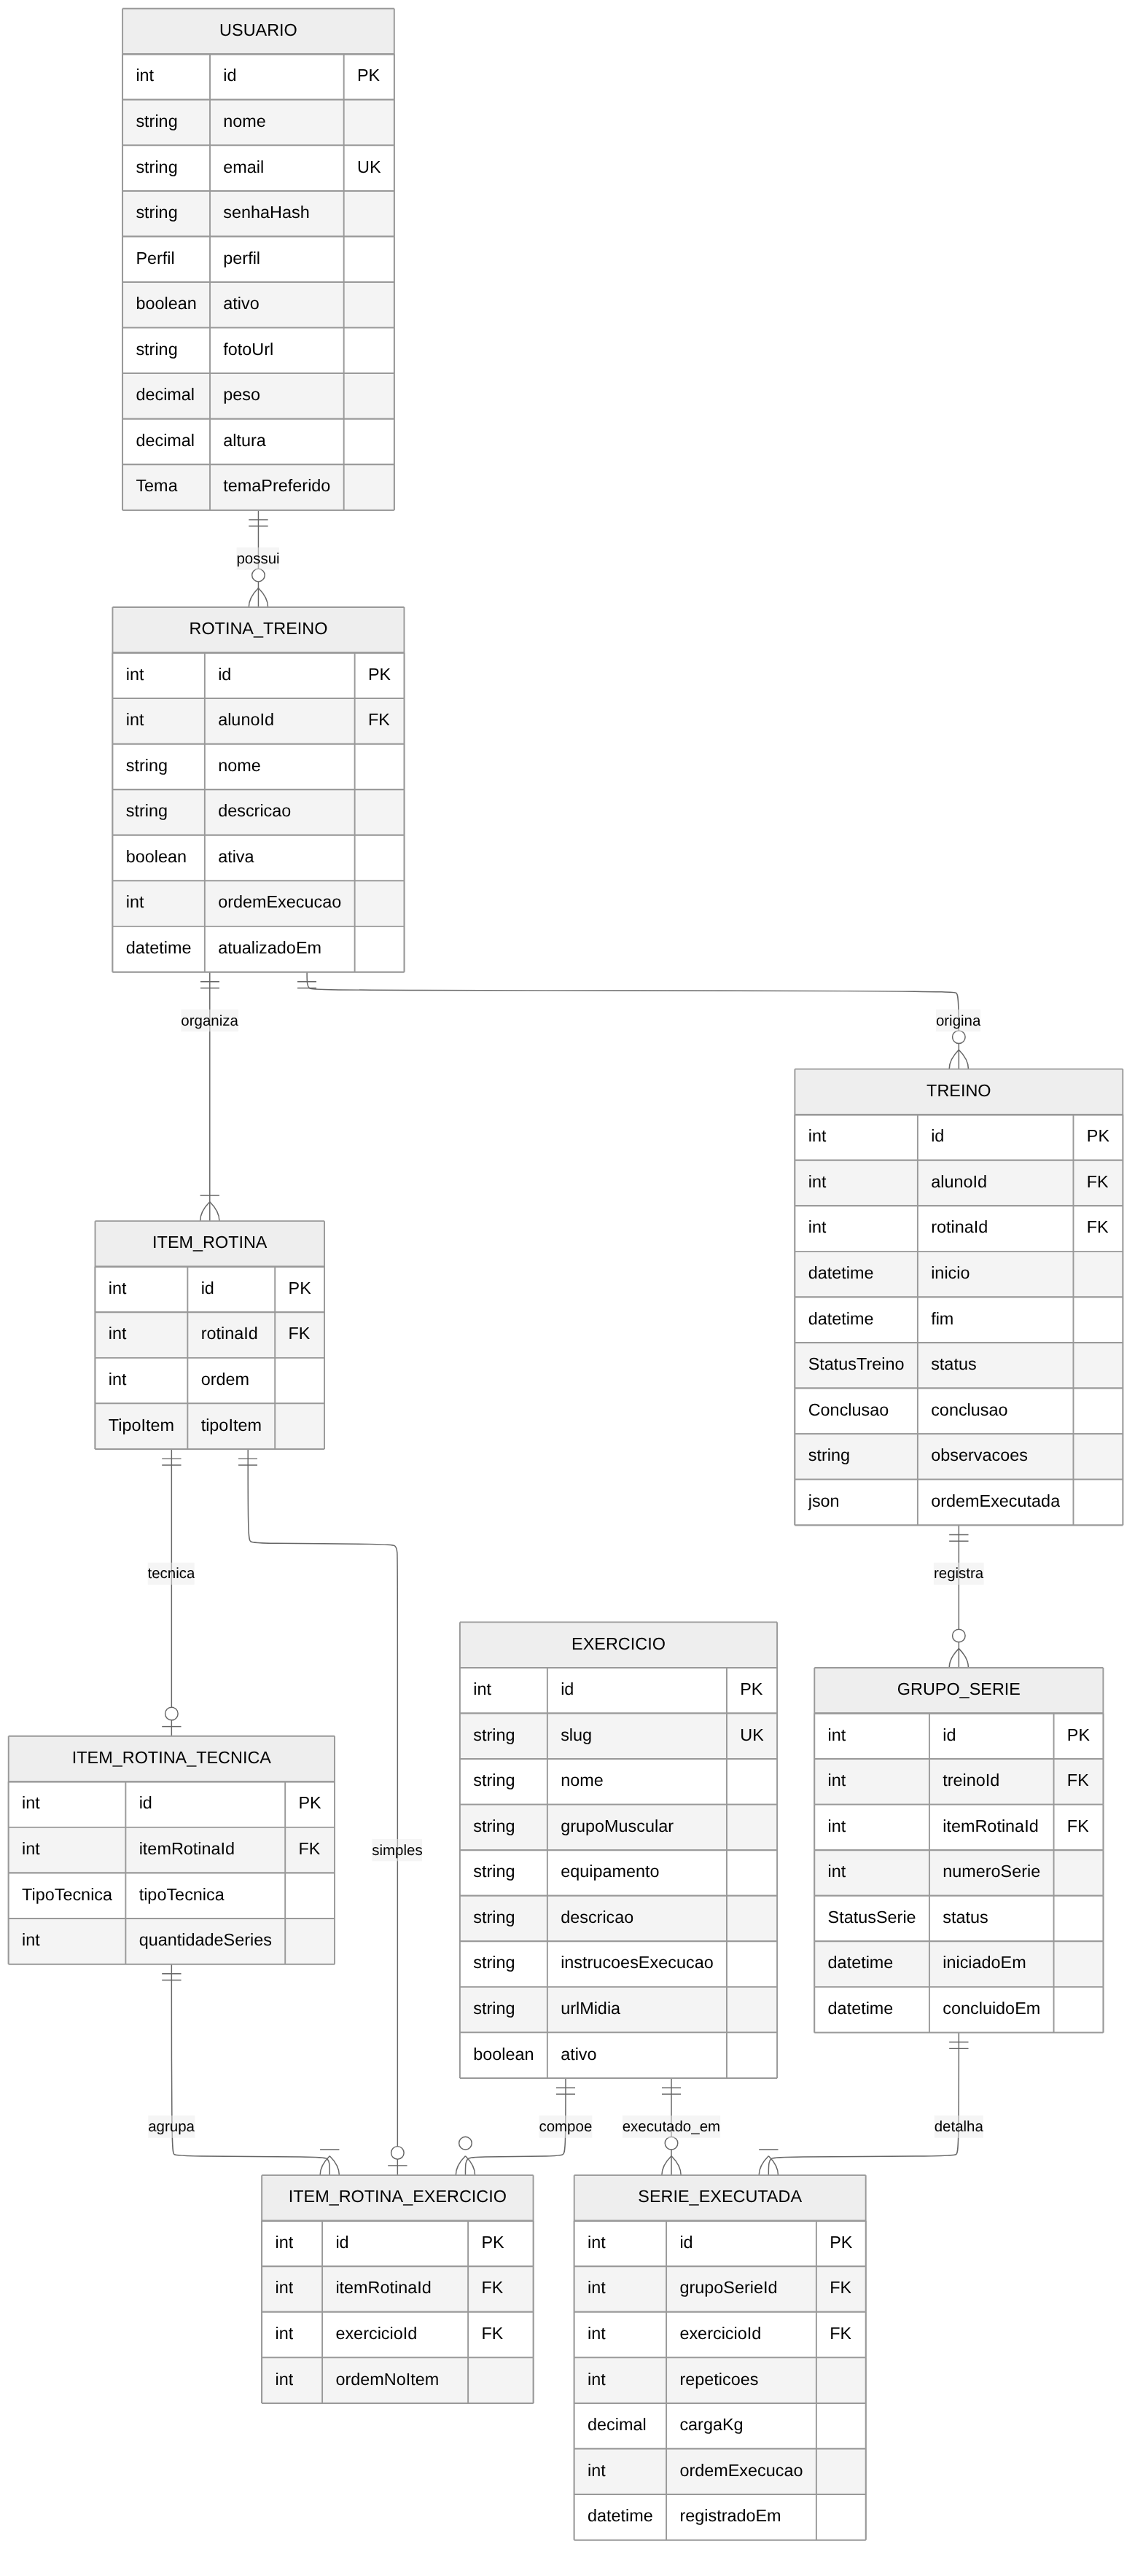 USUARIO
int id PK
string nome
string email UK
string senhaHash
Perfil perfil
boolean ativo
string fotoUrl
decimal peso
decimal altura
Tema temaPreferido
possui
ROTINA_TREINO
int id PK
int alunoId FK
string nome
string descricao
boolean ativa
int ordemExecucao
datetime atualizadoEm
organiza
origina
TREINO
int id PK
int alunoId FK
int rotinaId FK
datetime inicio
datetime fim
StatusTreino status
Conclusao conclusao
string observacoes
json ordemExecutada
ITEM_ROTINA
int id PK
int rotinaId FK
int ordem
TipoItem tipoItem
tecnica
registra
simples
ITEM_ROTINA_TECNICA
int id PK
int itemRotinaId FK
TipoTecnica tipoTecnica
int quantidadeSeries
EXERCICIO
int id PK
string slug UK
string nome
string grupoMuscular
string equipamento
string descricao
string instrucoesExecucao
string urlMidia
boolean ativo
GRUPO_SERIE
int id PK
int treinoId FK
int itemRotinaId FK
int numeroSerie
StatusSerie status
datetime iniciadoEm
datetime concluidoEm
agrupa
compoe
executado_em
detalha
ITEM_ROTINA_EXERCICIO
int id PK
int itemRotinaId FK
int exercicioId FK
int ordemNoItem
SERIE_EXECUTADA
int id PK
int grupoSerieId FK
int exercicioId FK
int repeticoes
decimal cargaKg
int ordemExecucao
datetime registradoEm